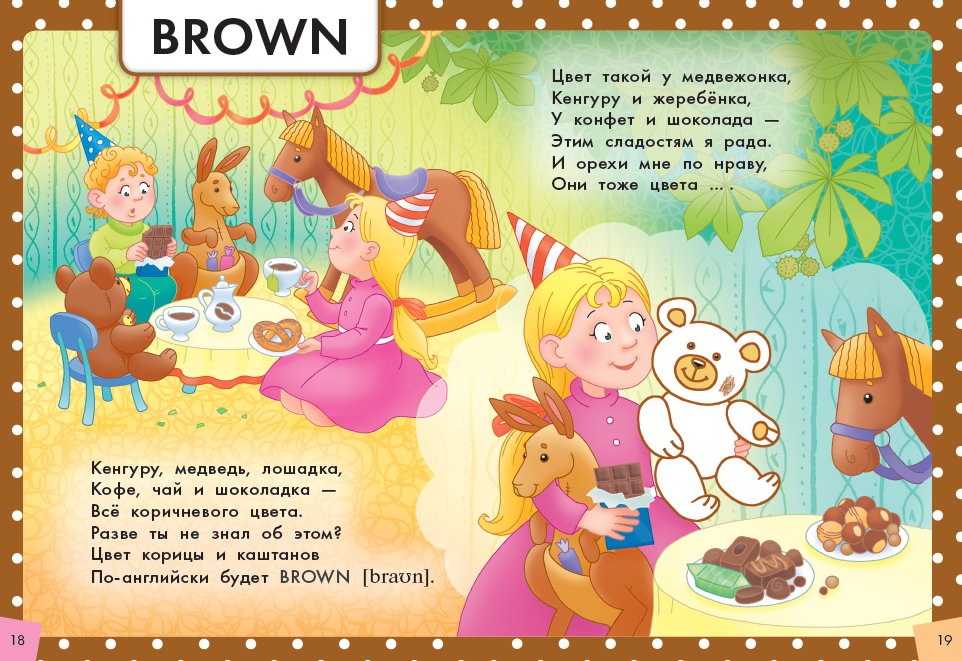 BROWN
Кенгуру, медведь, лошадка,
Кофе, чай и шоколадка —
Всё коричневого цвета.
Разве ты не знал об этом?
Цвет корицы и каштанов
По-английски будет BROWN [braʊn].
18
Цвет такой у медвежонка,
Кенгуру и жеребёнка,
У конфет и шоколада —
Этим сладостям я рада.
И орехи мне по нраву,
Они тоже цвета ... .
19